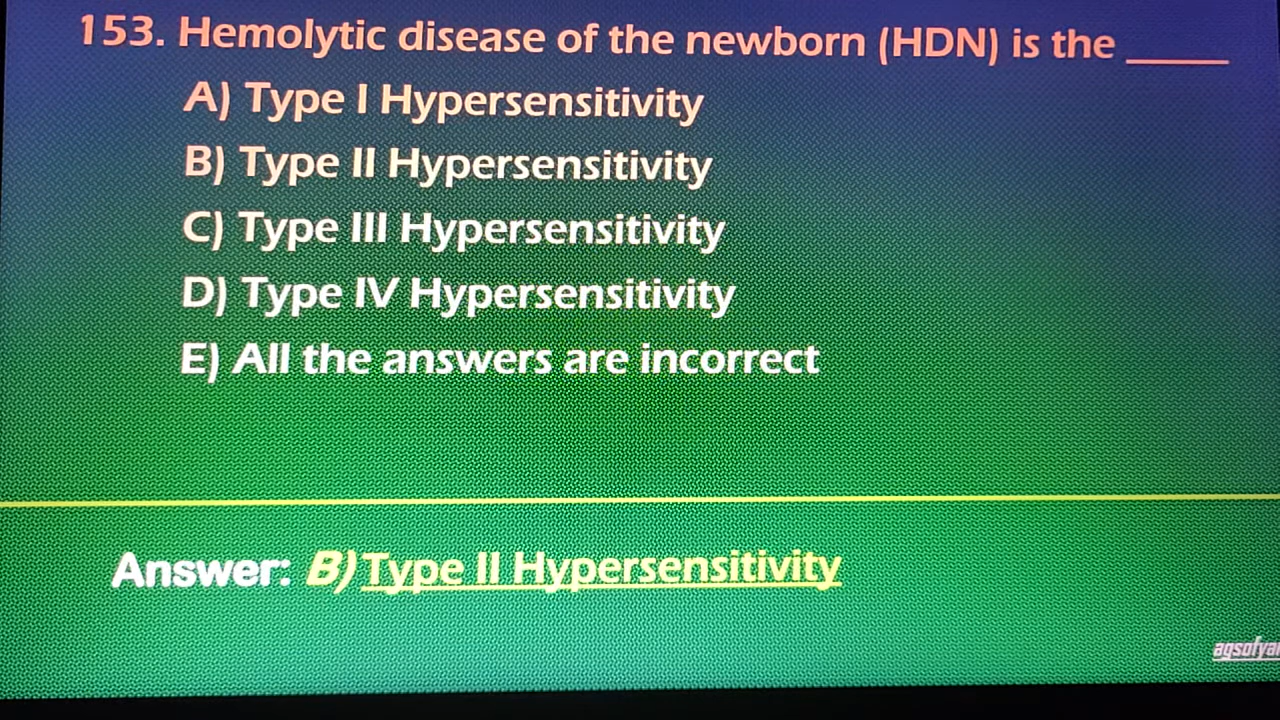 153. Hemolytic disease of the newborn (HDN) is the _____
A) Type I Hypersensitivity
B) Type II Hypersensitivity
C) Type III Hypersensitivity
D) Type IV Hypersensitivity
E) All the answers are incorrect
Answer: B) Type II Hypersensitivity